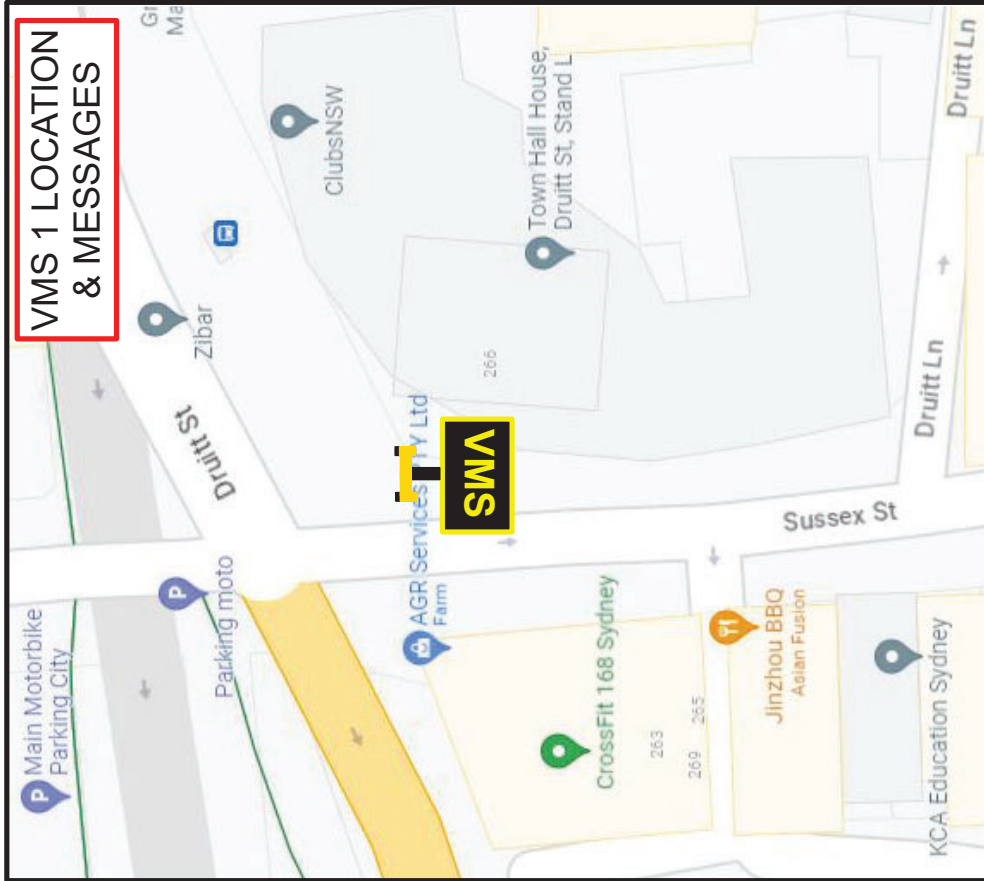 VMS 1 LOCATION
& MESSAGES
Main Motorbike
Parking City
P
P
Parking moto
Druitt St
Zibar
ClubsNSW
AGR Services PTY Ltd
Farm
VMS
266
Town Hall House,
Druitt St, Stand L
CrossFit 168 Sydney
263
265
269
Jinzhou BBQ
Asian Fusion
Sussex St
Druitt Ln
Druitt Ln
KCA Education Sydney